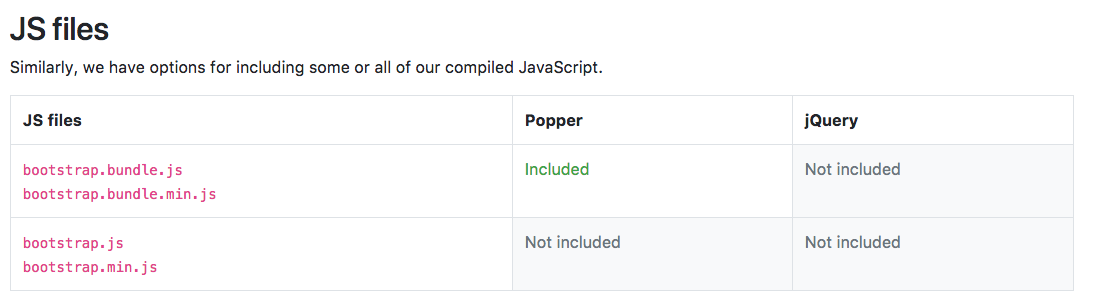 JS files
Similarly, we have options for including some or all of our compiled JavaScript.
JS files Popper jQuery
bootstrap.bundle.js Included Not included
bootstrap.bundle.min.js
bootstrap.js Not included Not included
bootstrap.min.js